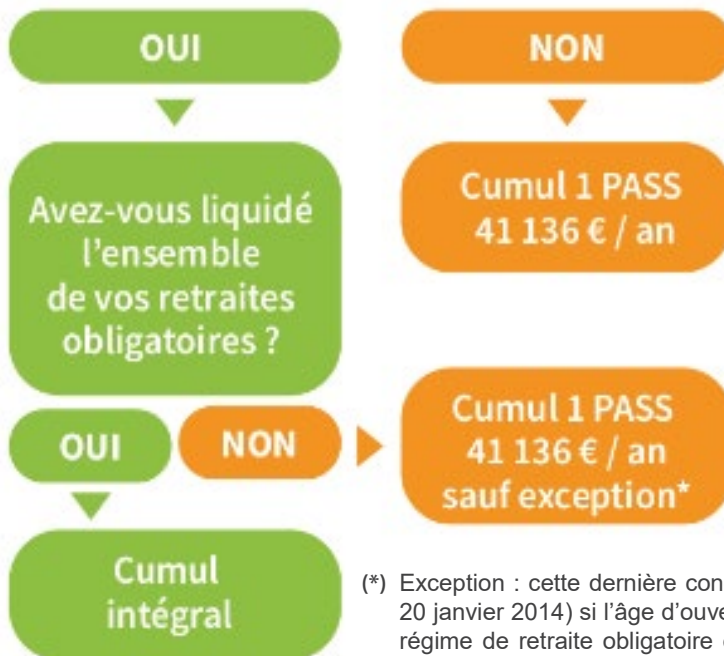 OUI
NON
Cumul 1 PASS
41 136 € / an
Avez-vous liquidé
l'ensemble
de vos retraites
obligatoires ?
OUI
NON
Cumul 1 PASS
41 136 € / an
sauf exception*
Cumul
intégral
(*) Exception : cette dernière
20 janvier 2014) si l'âge
régime de retraite obligatoire